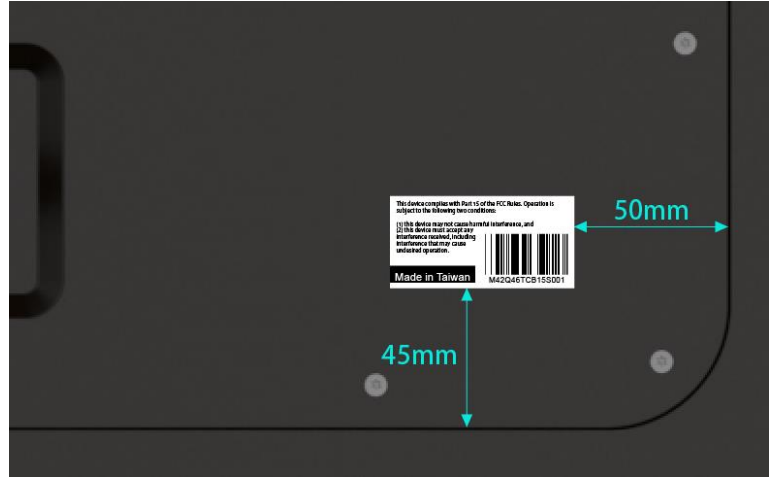 This device complies with Part 15 of the FCC Rules. Operation is
subject to the following two conditions:
(1) this device may not cause harmful interference, and
(2) this device must accept any
interference received, including
interference that may cause
undesired operation.
Made in Taiwan
M42Q46TCB15S001
50mm
45mm